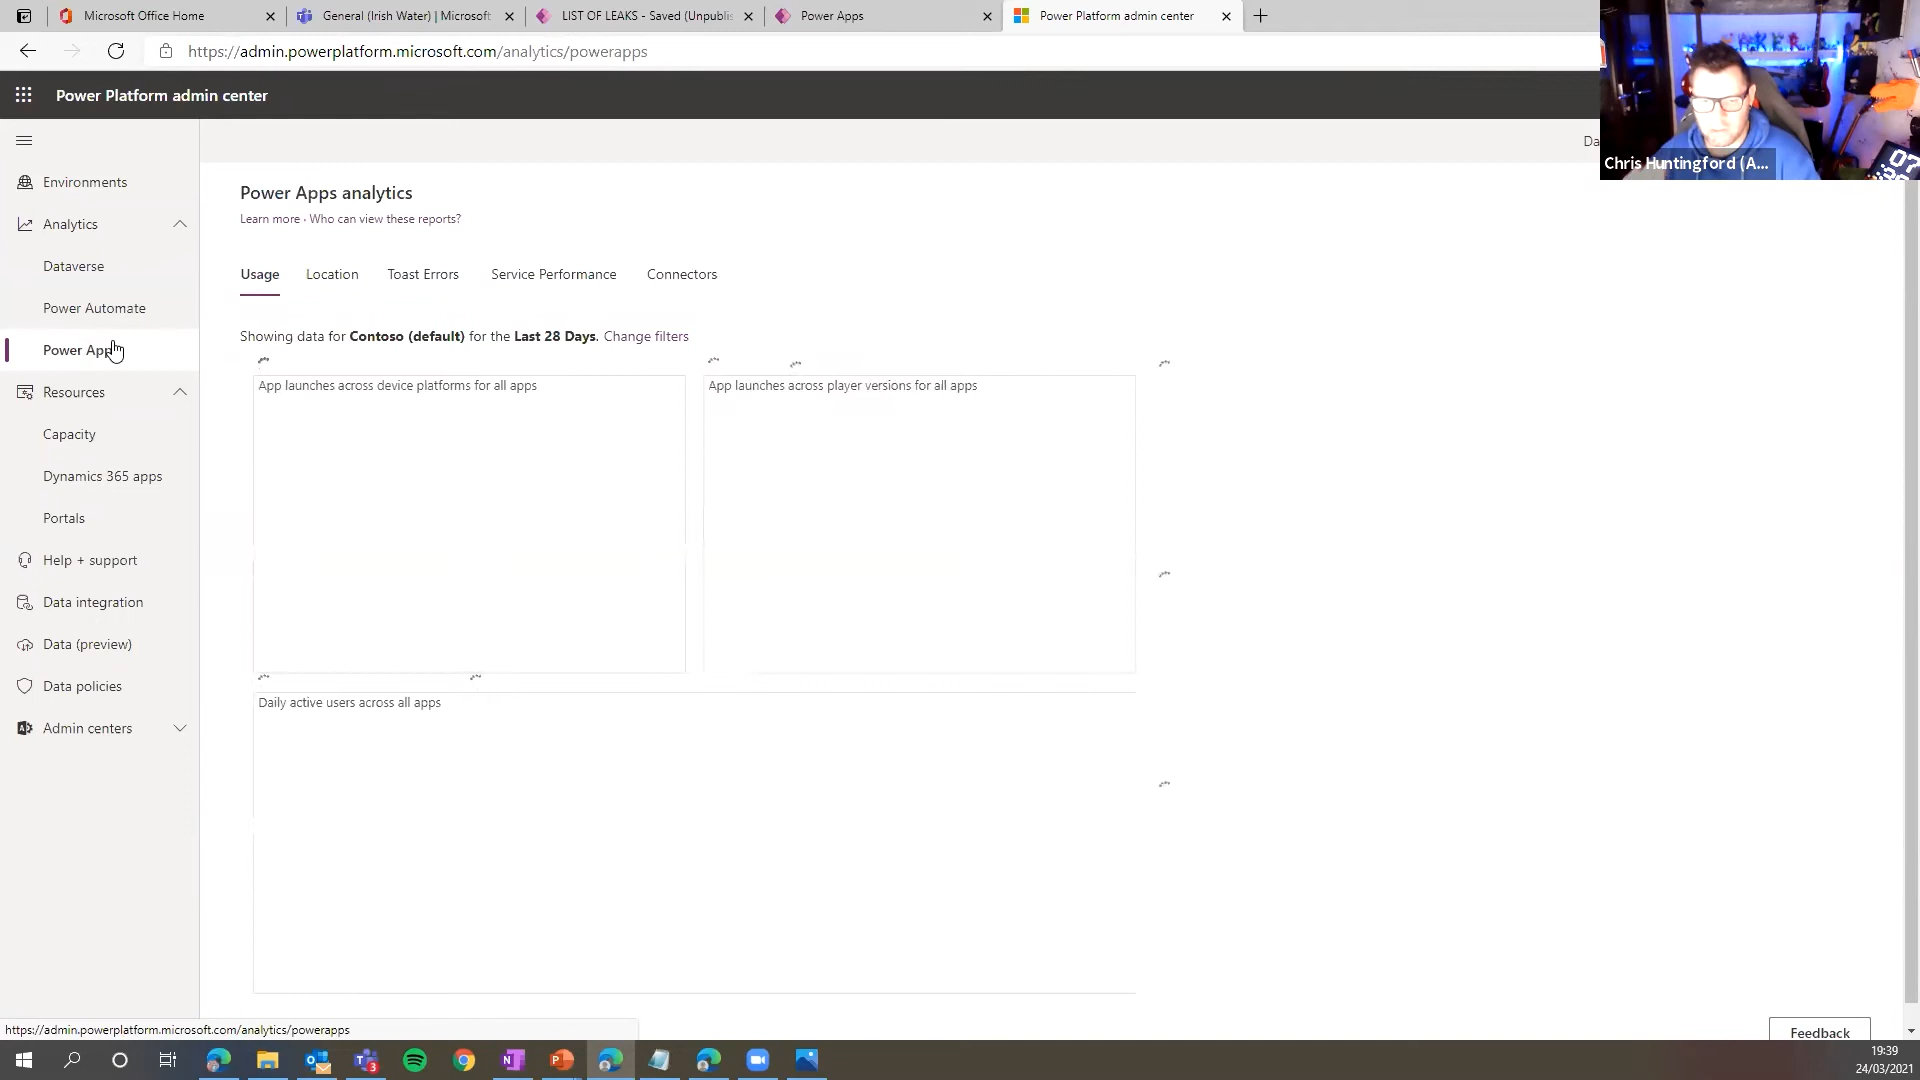 Microsoft Office Home
General (Irish Water) | Microsoft
LIST OF LEAKS - Saved (Unpublis
Power Apps
Power Platform admin center
https://admin.powerplatform.microsoft.com/analytics/powerapps
Power Platform admin center
Da
Chris Huntingford (A...
07
Environments
Analytics
Dataverse
Power Automate
Power App
Resources
Capacity
Dynamics 365 apps
Portals
Help + support
Data integration
Data (preview)
Data policies
Admin centers
Power Apps analytics
Learn more · Who can view these reports?
Usage Location Toast Errors Service Performance Connectors
Showing data for Contoso (default) for the Last 28 Days. Change filters
App launches across device platforms for all apps
App launches across player versions for all apps
Daily active users across all apps
Feedback
https://admin.powerplatform.microsoft.com/analytics/powerapps
3
19:39
24/03/2021